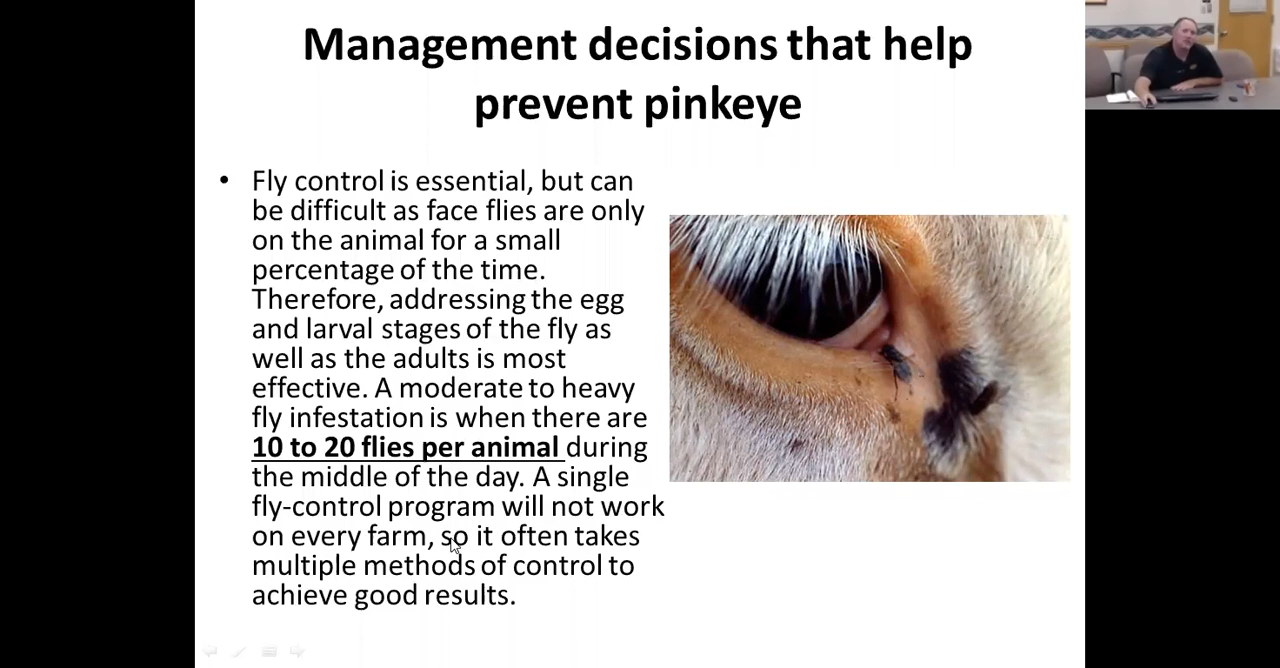 Management decisions that help
prevent pinkeye
• Fly control is essential, but can
be difficult as face flies are only
on the animal for a small
percentage of the time.
Therefore, addressing the egg
and larval stages of the fly as
well as the adults is most
effective. A moderate to heavy
fly infestation is when there are
10 to 20 flies per animal during
the middle of the day. A single
fly-control program will not work
on every farm, so it often takes
multiple methods of control to
achieve good results.